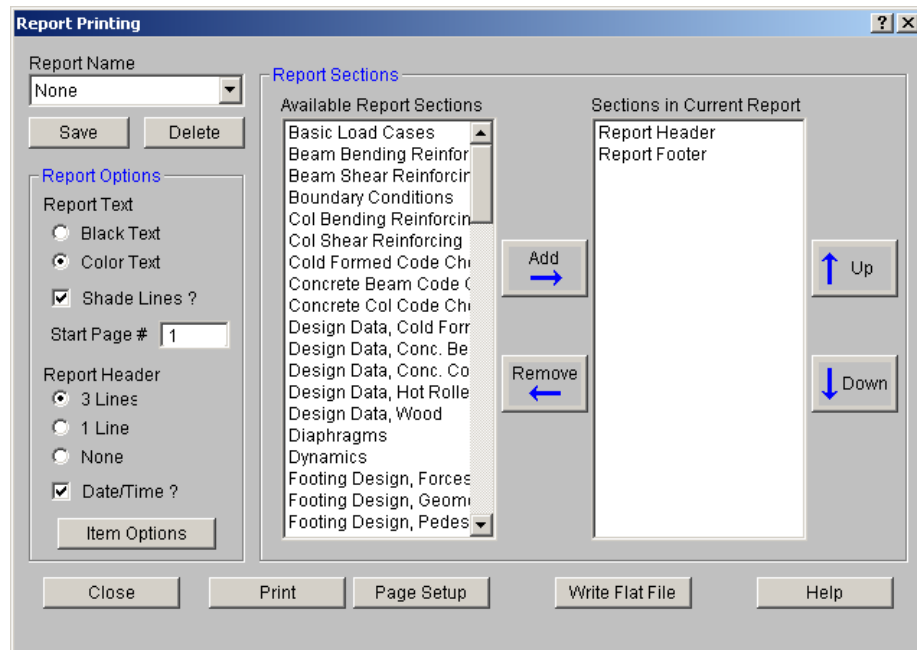 Report Printing
Report Name
None
Save
Delete
Report Options
Report Text
Black Text
Color Text
Shade Lines ?
Start Page # 1
Report Header
3 Lines
1 Line
None
Date/Time ?
Item Options
Report Sections
Available Report Sections
Basic Load Cases
Beam Bending Reinfor
Beam Shear Reinforcin
Boundary Conditions
Col Bending Reinforcin
Col Shear Reinforcing
Cold Formed Code Che
Concrete Beam Code C
Concrete Col Code Che
Design Data, Cold Forr
Design Data, Conc. Be
Design Data, Conc. Co
Design Data, Hot Rolle
Design Data, Wood
Diaphragms
Dynamics
Footing Design, Forces
Footing Design, Geome
Footing Design, Pedes
Add
Remove
Sections in Current Report
Report Header
Report Footer
Up
Down
Close
Print
Page Setup
Write Flat File
Help